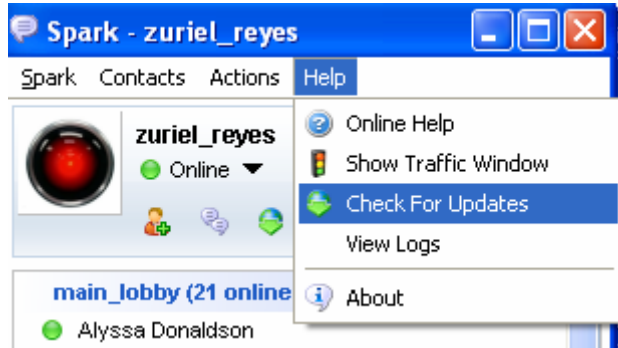 Spark - zuriel_reyes
Spark Contacts Actions Help
zuriel_reyes
Online
Online Help
Show Traffic Window
Check For Updates
View Logs
About
main_lobby (21 online
Alyssa Donaldson